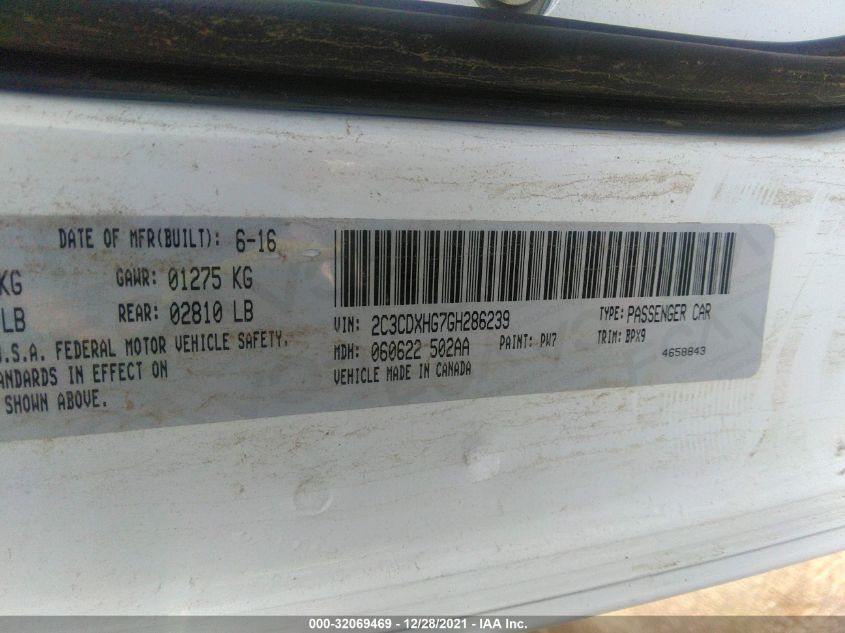 DATE OF MFR(BUILT): 6-16
KG GAWR: 01275 KG
LB REAR: 02810 LB
U.S.A. FEDERAL MOTOR VEHICLE SAFETY.
ANDARDS IN EFFECT ON
SHOWN ABOVE.
VIN: 2C3CDXHG7GH286239 TYPE: PASSENGER CAR
MDH: 060622 502AA PAINT: PW7 TRIM: BPX9
VEHICLE MADE IN CANADA 4658843
000-32069469 - 12/28/2021 - IAA Inc.